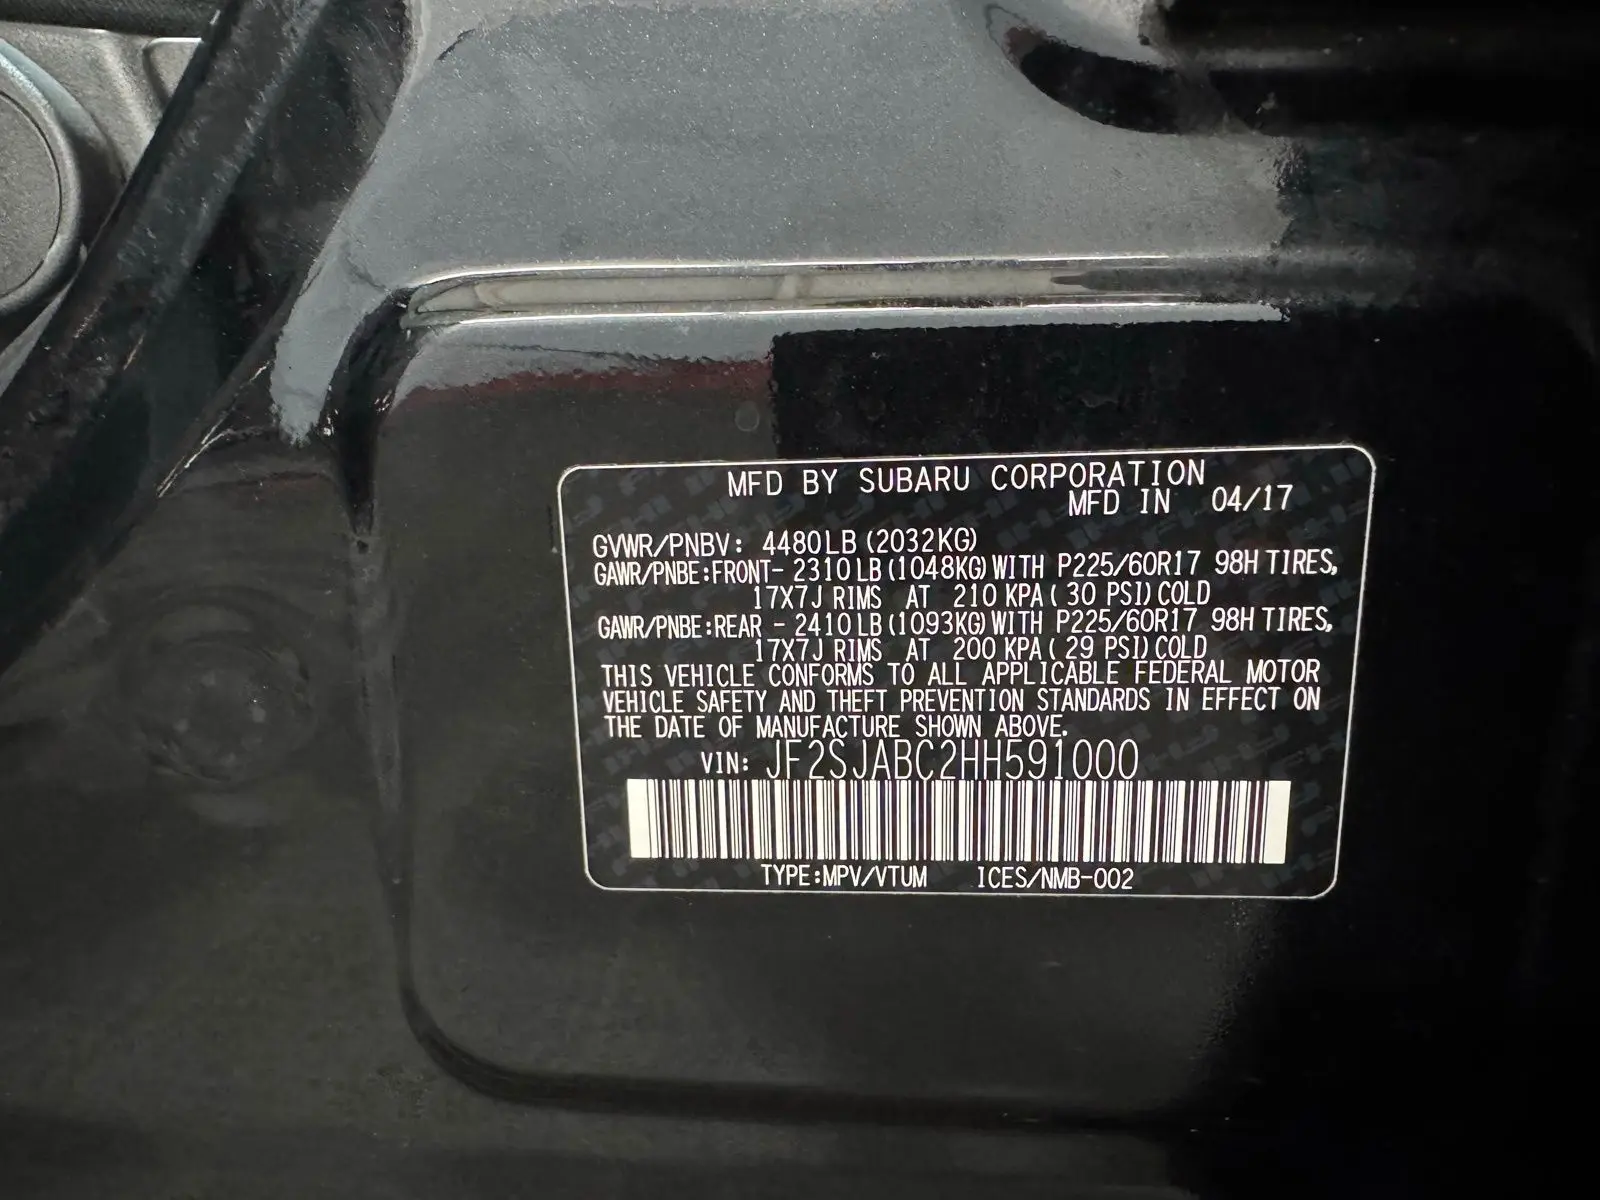 MFD BY SUBARU CORPORATION
MFD IN 04/17
GVWR/PNBV: 4480LB (2032KG)
GAWR/PNBE:FRONT- 2310LB (1048KG) WITH P225/60R17 98H TIRES,
17X7J RIMS AT 210 KPA( 30 PSI) COLD
GAWR/PNBE:REAR - 2410LB (1093KG) WITH P225/60R17 98H TIRES,
17X7J RIMS AT 200 KPA( 29 PSI) COLD
THIS VEHICLE CONFORMS TO ALL APPLICABLE FEDERAL MOTOR
VEHICLE SAFETY AND THEFT PREVENTION STANDARDS IN EFFECT ON
THE DATE OF MANUFACTURE SHOWN ABOVE.
VIN: JF2SJABC2HH591000
TYPE:MPV/VTUM ICES/NMB-002